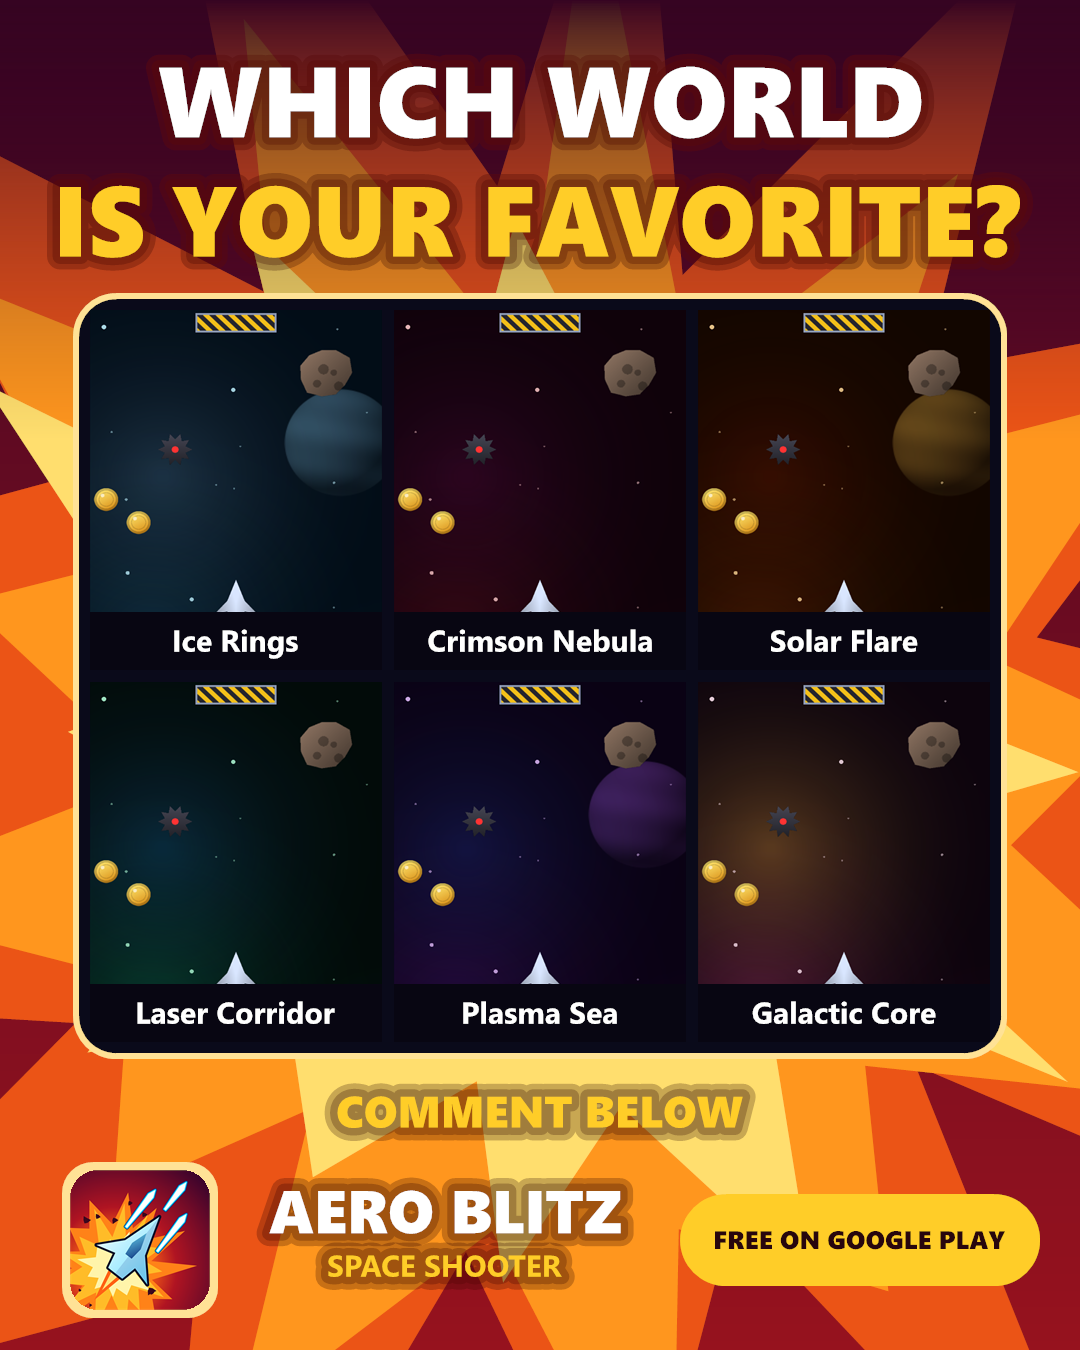 WHICH WORLD
IS YOUR FAVORITE?
Ice Rings
Crimson Nebula
Solar Flare
Laser Corridor
Plasma Sea
Galactic Core
COMMENT BELOW
AERO BLITZ
SPACE SHOOTER
FREE ON GOOGLE PLAY